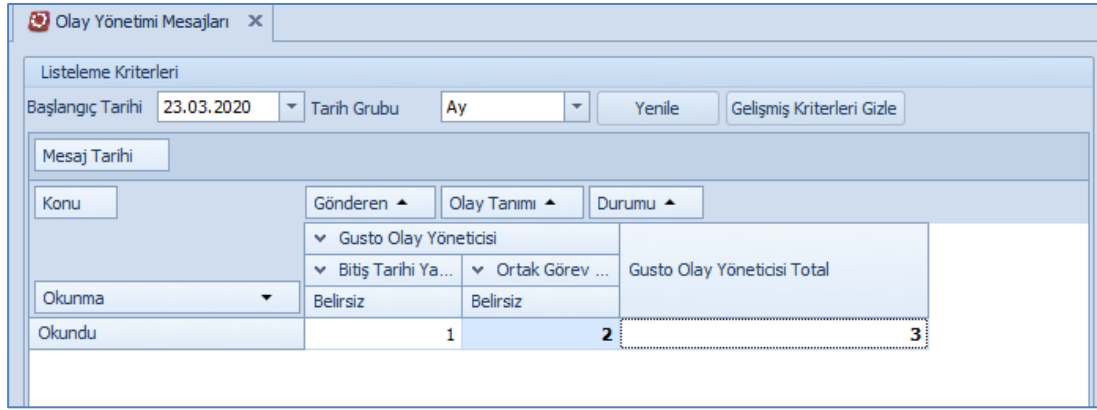 Olay Yönetimi Mesajları
Listeleme Kriterleri
Başlangıç Tarihi 23.03.2020 Tarih Grubu Ay Yenile Gelişmiş Kriterleri Gizle
Mesaj Tarihi
Konu Gönderen Olay Tanımı Durumu
Gusto Olay Yöneticisi
Bitiş Tarihi Ya... Ortak Görev ... Gusto Olay Yöneticisi Total
Okunma Belirsiz Belirsiz
Okundu 1 2 3